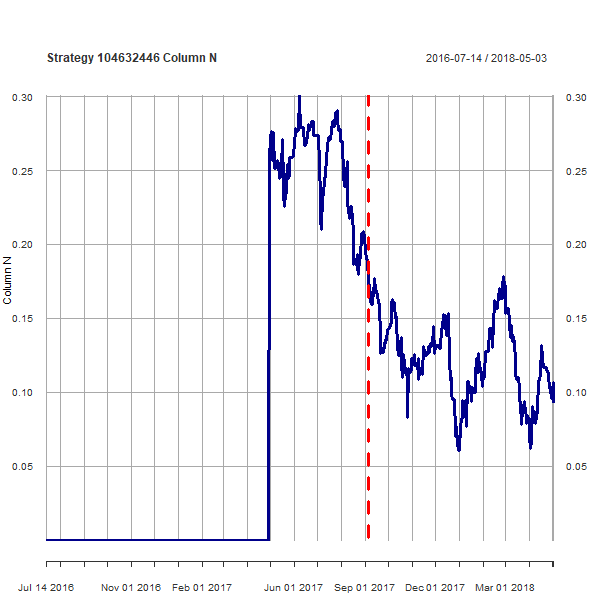 Strategy 104632446 Column N
2016-07-14 / 2018-05-03
0.30
0.30
0.25
0.25
0.20
0.20
Column N
0.15
0.15
0.10
0.10
0.05
0.05
Jul 14 2016
Nov 01 2016
Feb 01 2017
Jun 01 2017
Sep 01 2017
Dec 01 2017
Mar 01 2018